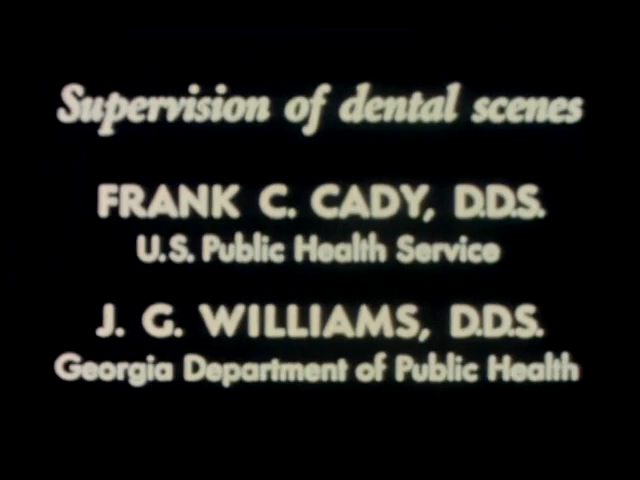 Supervision of dental scenes
FRANK C. CADY, D.D.S.
U.S. Public Health Service
J. G. WILLIAMS, D.D.S.
Georgia Department of Public Health